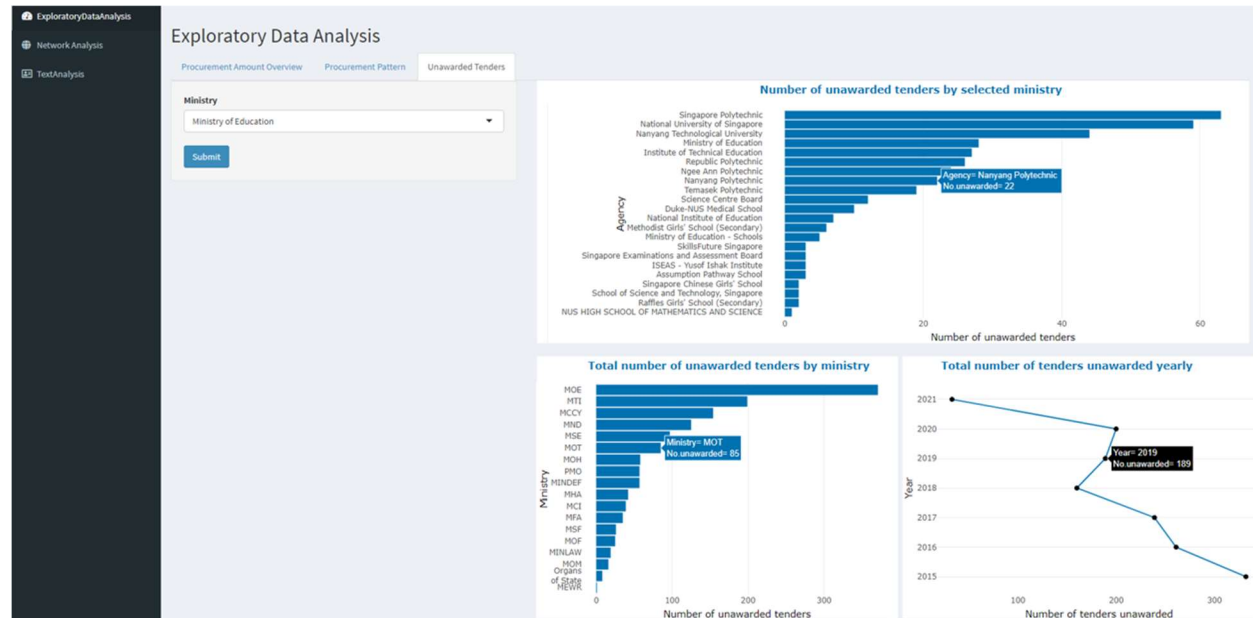 ExploratoryDataAnalysis
Network Analysis
TextAnalysis
Exploratory Data Analysis
Procurement Amount Overview
Procurement Pattern
Unawarded Tenders
Ministry
Ministry of Education
Submit
Number of unawarded tenders by selected ministry
Agency
Singapore Polytechnic
National University of Singapore
Nanyang Technological University
Ministry of Education
Institute of Technical Education
Republic Polytechnic
Ngee Ann Polytechnic
Nanyang Polytechnic
Temasek Polytechnic
Science Centre Board
Duke-NUS Medical School
National Institute of Education
Methodist Girls' School (Secondary)
Ministry of Education - Schools
SkillsFuture Singapore
Singapore Examinations and Assessment Board
ISEAS - Yusof Ishak Institute
Assumption Pathway School
Singapore Chinese Girls' School
School of Science and Technology, Singapore
Raffles Girls' School (Secondary)
NUS HIGH SCHOOL OF MATHEMATICS AND SCIENCE
Agency= Nanyang Polytechnic
No.unawarded= 22
0 20 40 60
Number of unawarded tenders
Total number of unawarded tenders by ministry
Ministry
MOE
MTI
MCCY
MND
MSE
MOT
MOH
PMO
MINDEF
MHA
MCI
MFA
MSF
MOF
MINLAW
MOM
Organs
of State
MEWR
Ministry= MOT
No.unawarded= 85
0 100 200 300
Number of unawarded tenders
Total number of tenders unawarded yearly
Year
2021
2020
2019
2018
2017
2016
2015
Year= 2019
No.unawarded= 189
100 200 300
Number of tenders unawarded